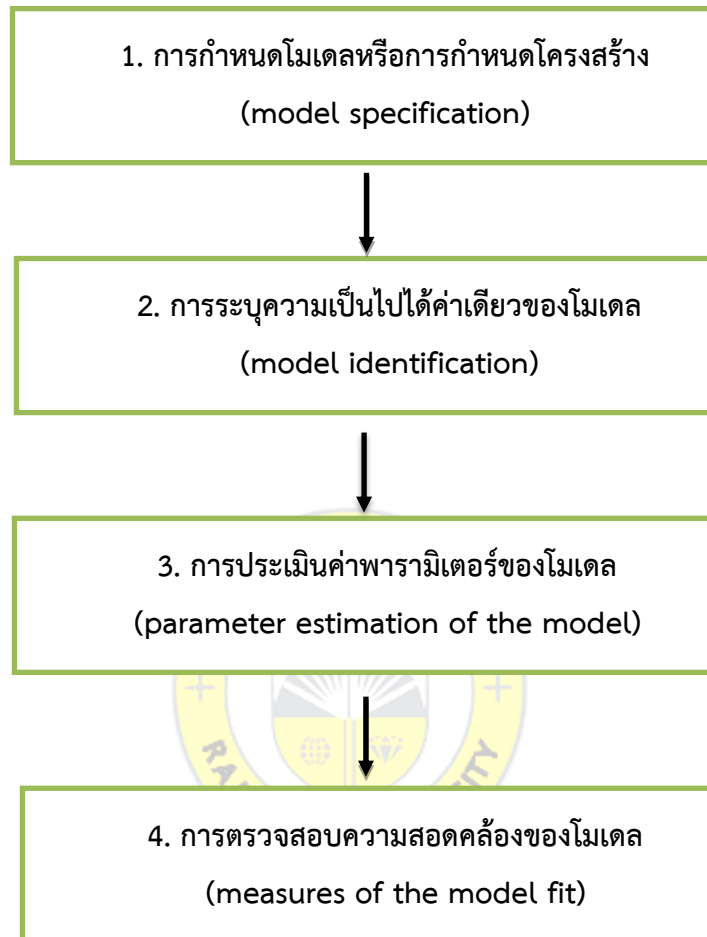 1. การกำหนดโมเดลหรือการกำหนดโครงสร้าง
(model specification)
2. การระบุความเป็นไปได้ค่าเดียวของโมเดล
(model identification)
3. การประเมินค่าพารามิเตอร์ของโมเดล
(parameter estimation of the model)
4. การตรวจสอบความสอดคล้องของโมเดล
(measures of the model fit)